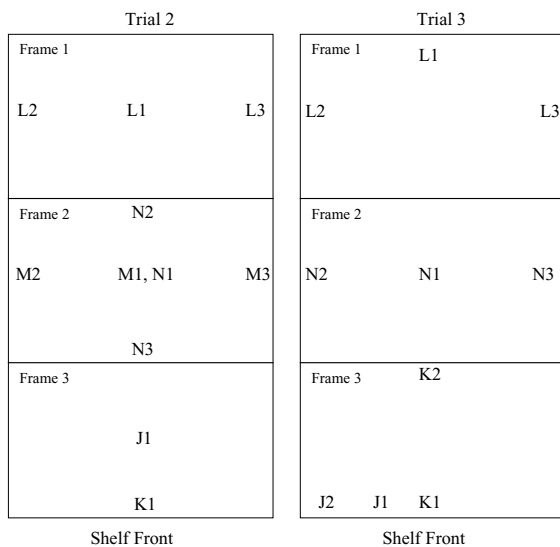 Trial 2
Frame 1
L2 L1 L3
Frame 2
N2
M2 M1, N1 M3
N3
Frame 3
J1
K1
Shelf Front
Trial 3
Frame 1
L1
L2 L3
Frame 2
N2 N1 N3
Frame 3
K2
J2 J1 K1
Shelf Front